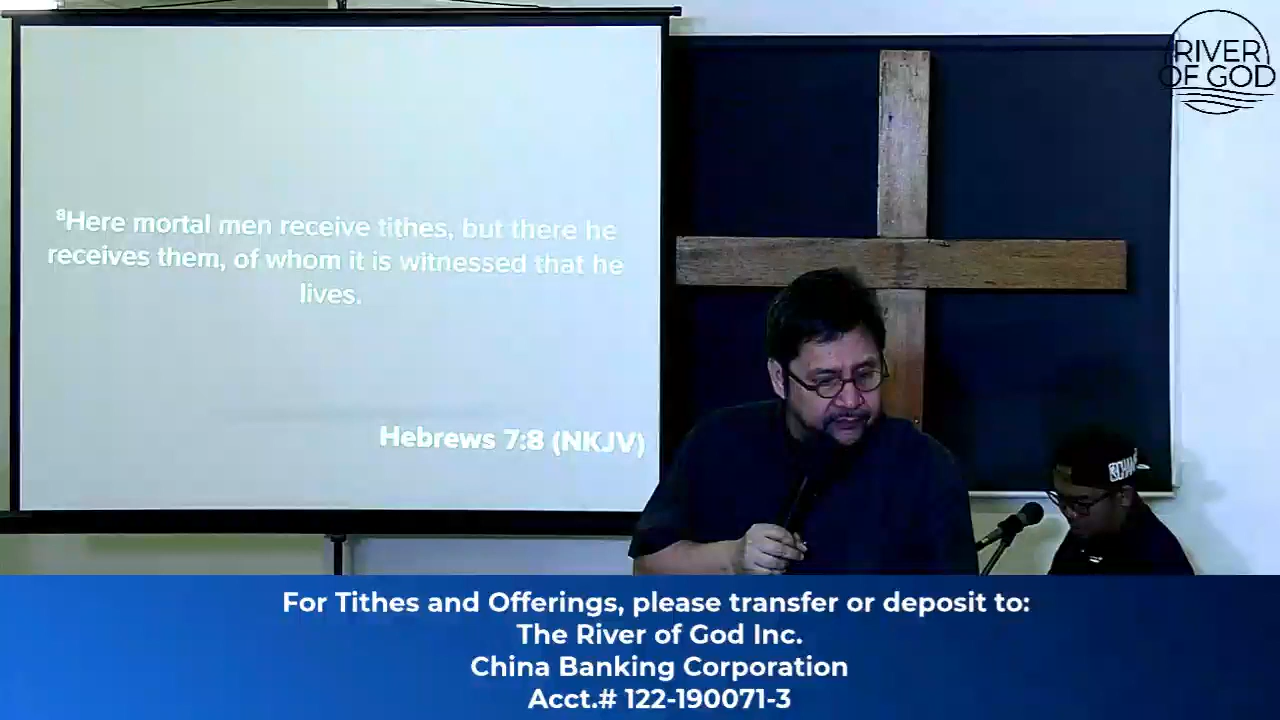 ⁸Here mortal men receive tithes, but there he
receives them, of whom it is witnessed that he
lives.
Hebrews 7:8 (NKJV)
RIVER
OF GOD
For Tithes and Offerings, please transfer or deposit to:
The River of God Inc.
China Banking Corporation
Acct.# 122-190071-3